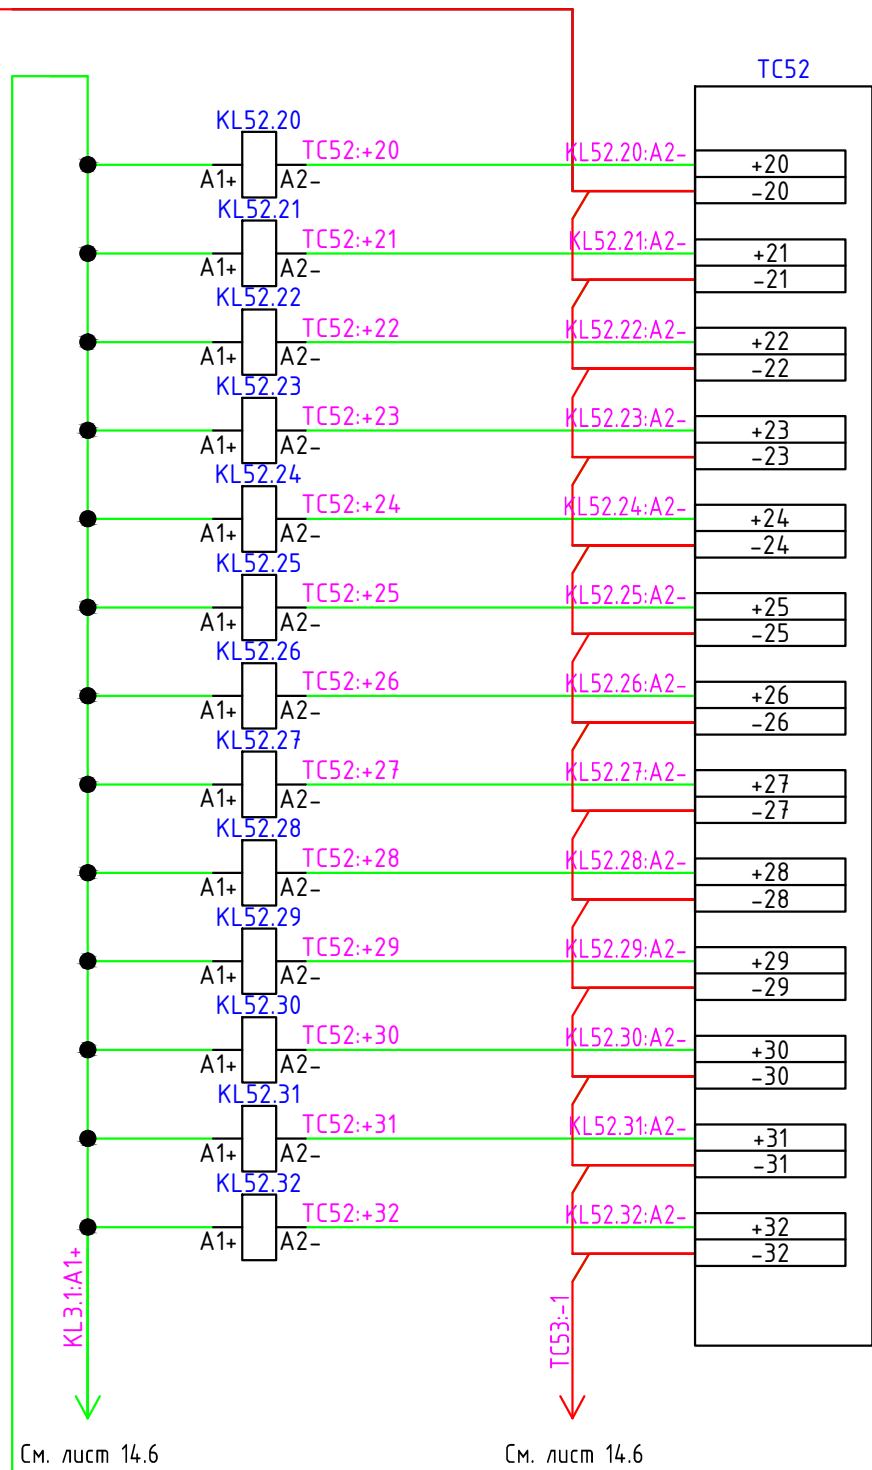 TC52
KL52.20
TC52:+20 KL52.20:A2- +20
A1+ A2- -20
KL52.21
TC52:+21 KL52.21:A2- +21
A1+ A2- -21
KL52.22
TC52:+22 KL52.22:A2- +22
A1+ A2- -22
KL52.23
TC52:+23 KL52.23:A2- +23
A1+ A2- -23
KL52.24
TC52:+24 KL52.24:A2- +24
A1+ A2- -24
KL52.25
TC52:+25 KL52.25:A2- +25
A1+ A2- -25
KL52.26
TC52:+26 KL52.26:A2- +26
A1+ A2- -26
KL52.27
TC52:+27 KL52.27:A2- +27
A1+ A2- -27
KL52.28
TC52:+28 KL52.28:A2- +28
A1+ A2- -28
KL52.29
TC52:+29 KL52.29:A2- +29
A1+ A2- -29
KL52.30
TC52:+30 KL52.30:A2- +30
A1+ A2- -30
KL52.31
TC52:+31 KL52.31:A2- +31
A1+ A2- -31
KL52.32
TC52:+32 KL52.32:A2- +32
A1+ A2- -32
KL3.1:A1+
TC53:-1
См. лист 14.6
См. лист 14.6